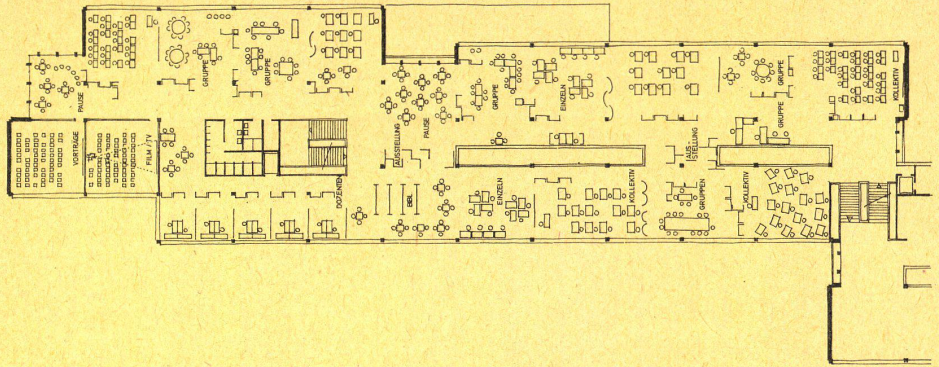 PAUSE
VORTRÄGE
FILM / TV
GRUPPE
GRUPPE
DOZENTEN
AUSSTELLUNG
PAUSE
BIBL.
GRUPPE
EINZELN
EINZELN
KOLLEKTIV
AUS-
STELLUNG
GRUPPEN
KOLLEKTIV
GRUPPE
GRUPPE
KOLLEKTIV